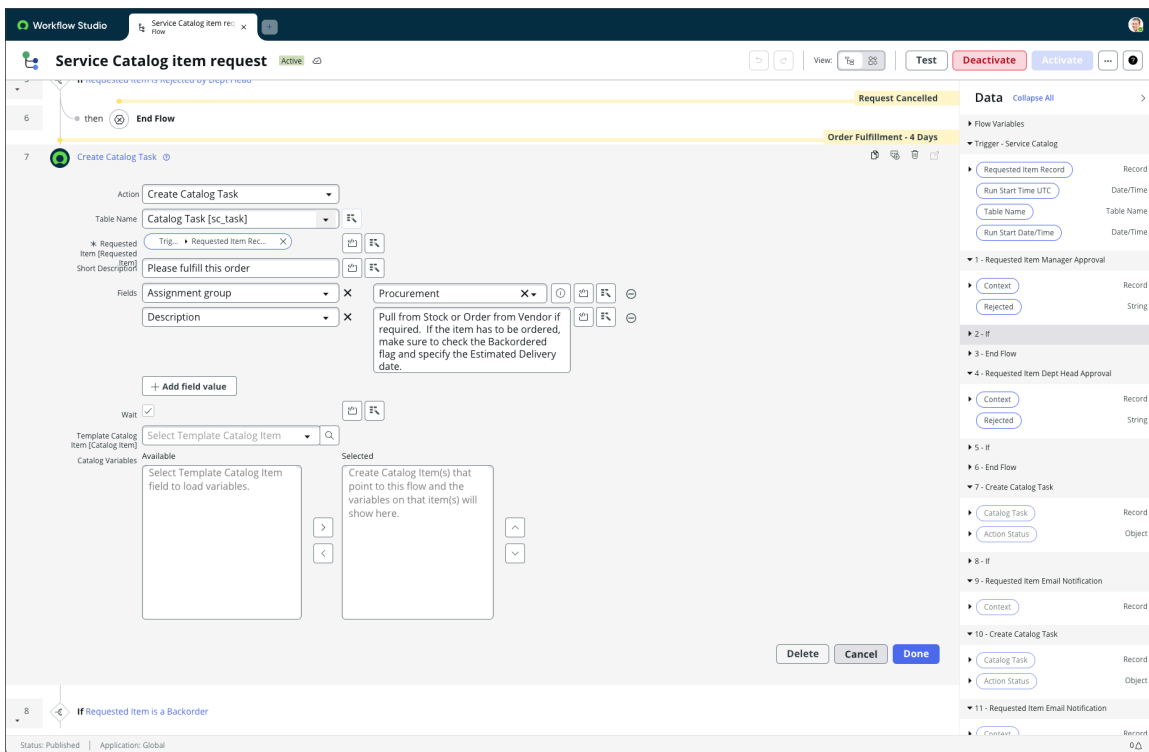 Workflow Studio
Service Catalog item req
Flow
Service Catalog item request
Active
View:
Test
Deactivate
Activate
5
If Requested Item is Rejected by Dept Head
Request Cancelled
6
then
End Flow
Order Fulfillment - 4 Days
7
Create Catalog Task
Action
Create Catalog Task
Table Name
Catalog Task [sc_task]
Requested
Item [Requested
Item]
Trig... Requested Item Rec...
Short Description
Please fulfill this order
Fields
Assignment group
Procurement
Description
Pull from Stock or Order from Vendor if
required. If the item has to be ordered,
make sure to check the Backordered
flag and specify the Estimated Delivery
date.
+ Add field value
Wait
Template Catalog
Item [Catalog Item]
Select Template Catalog Item
Catalog Variables
Available
Select Template Catalog Item
field to load variables.
Selected
Create Catalog Item(s) that
point to this flow and the
variables on that item(s) will
show here.
Delete
Cancel
Done
8
If Requested Item is a Backorder
Data
Collapse All
Flow Variables
Trigger - Service Catalog
Requested Item Record
Record
Run Start Time UTC
Date/Time
Table Name
Table Name
Run Start Date/Time
Date/Time
1 - Requested Item Manager Approval
Context
Record
Rejected
String
2 - If
3 - End Flow
4 - Requested Item Dept Head Approval
Context
Record
Rejected
String
5 - If
6 - End Flow
7 - Create Catalog Task
Catalog Task
Record
Action Status
Object
8 - If
9 - Requested Item Email Notification
Context
Record
10 - Create Catalog Task
Catalog Task
Record
Action Status
Object
11 - Requested Item Email Notification
Context
Record
Status: Published | Application: Global
0